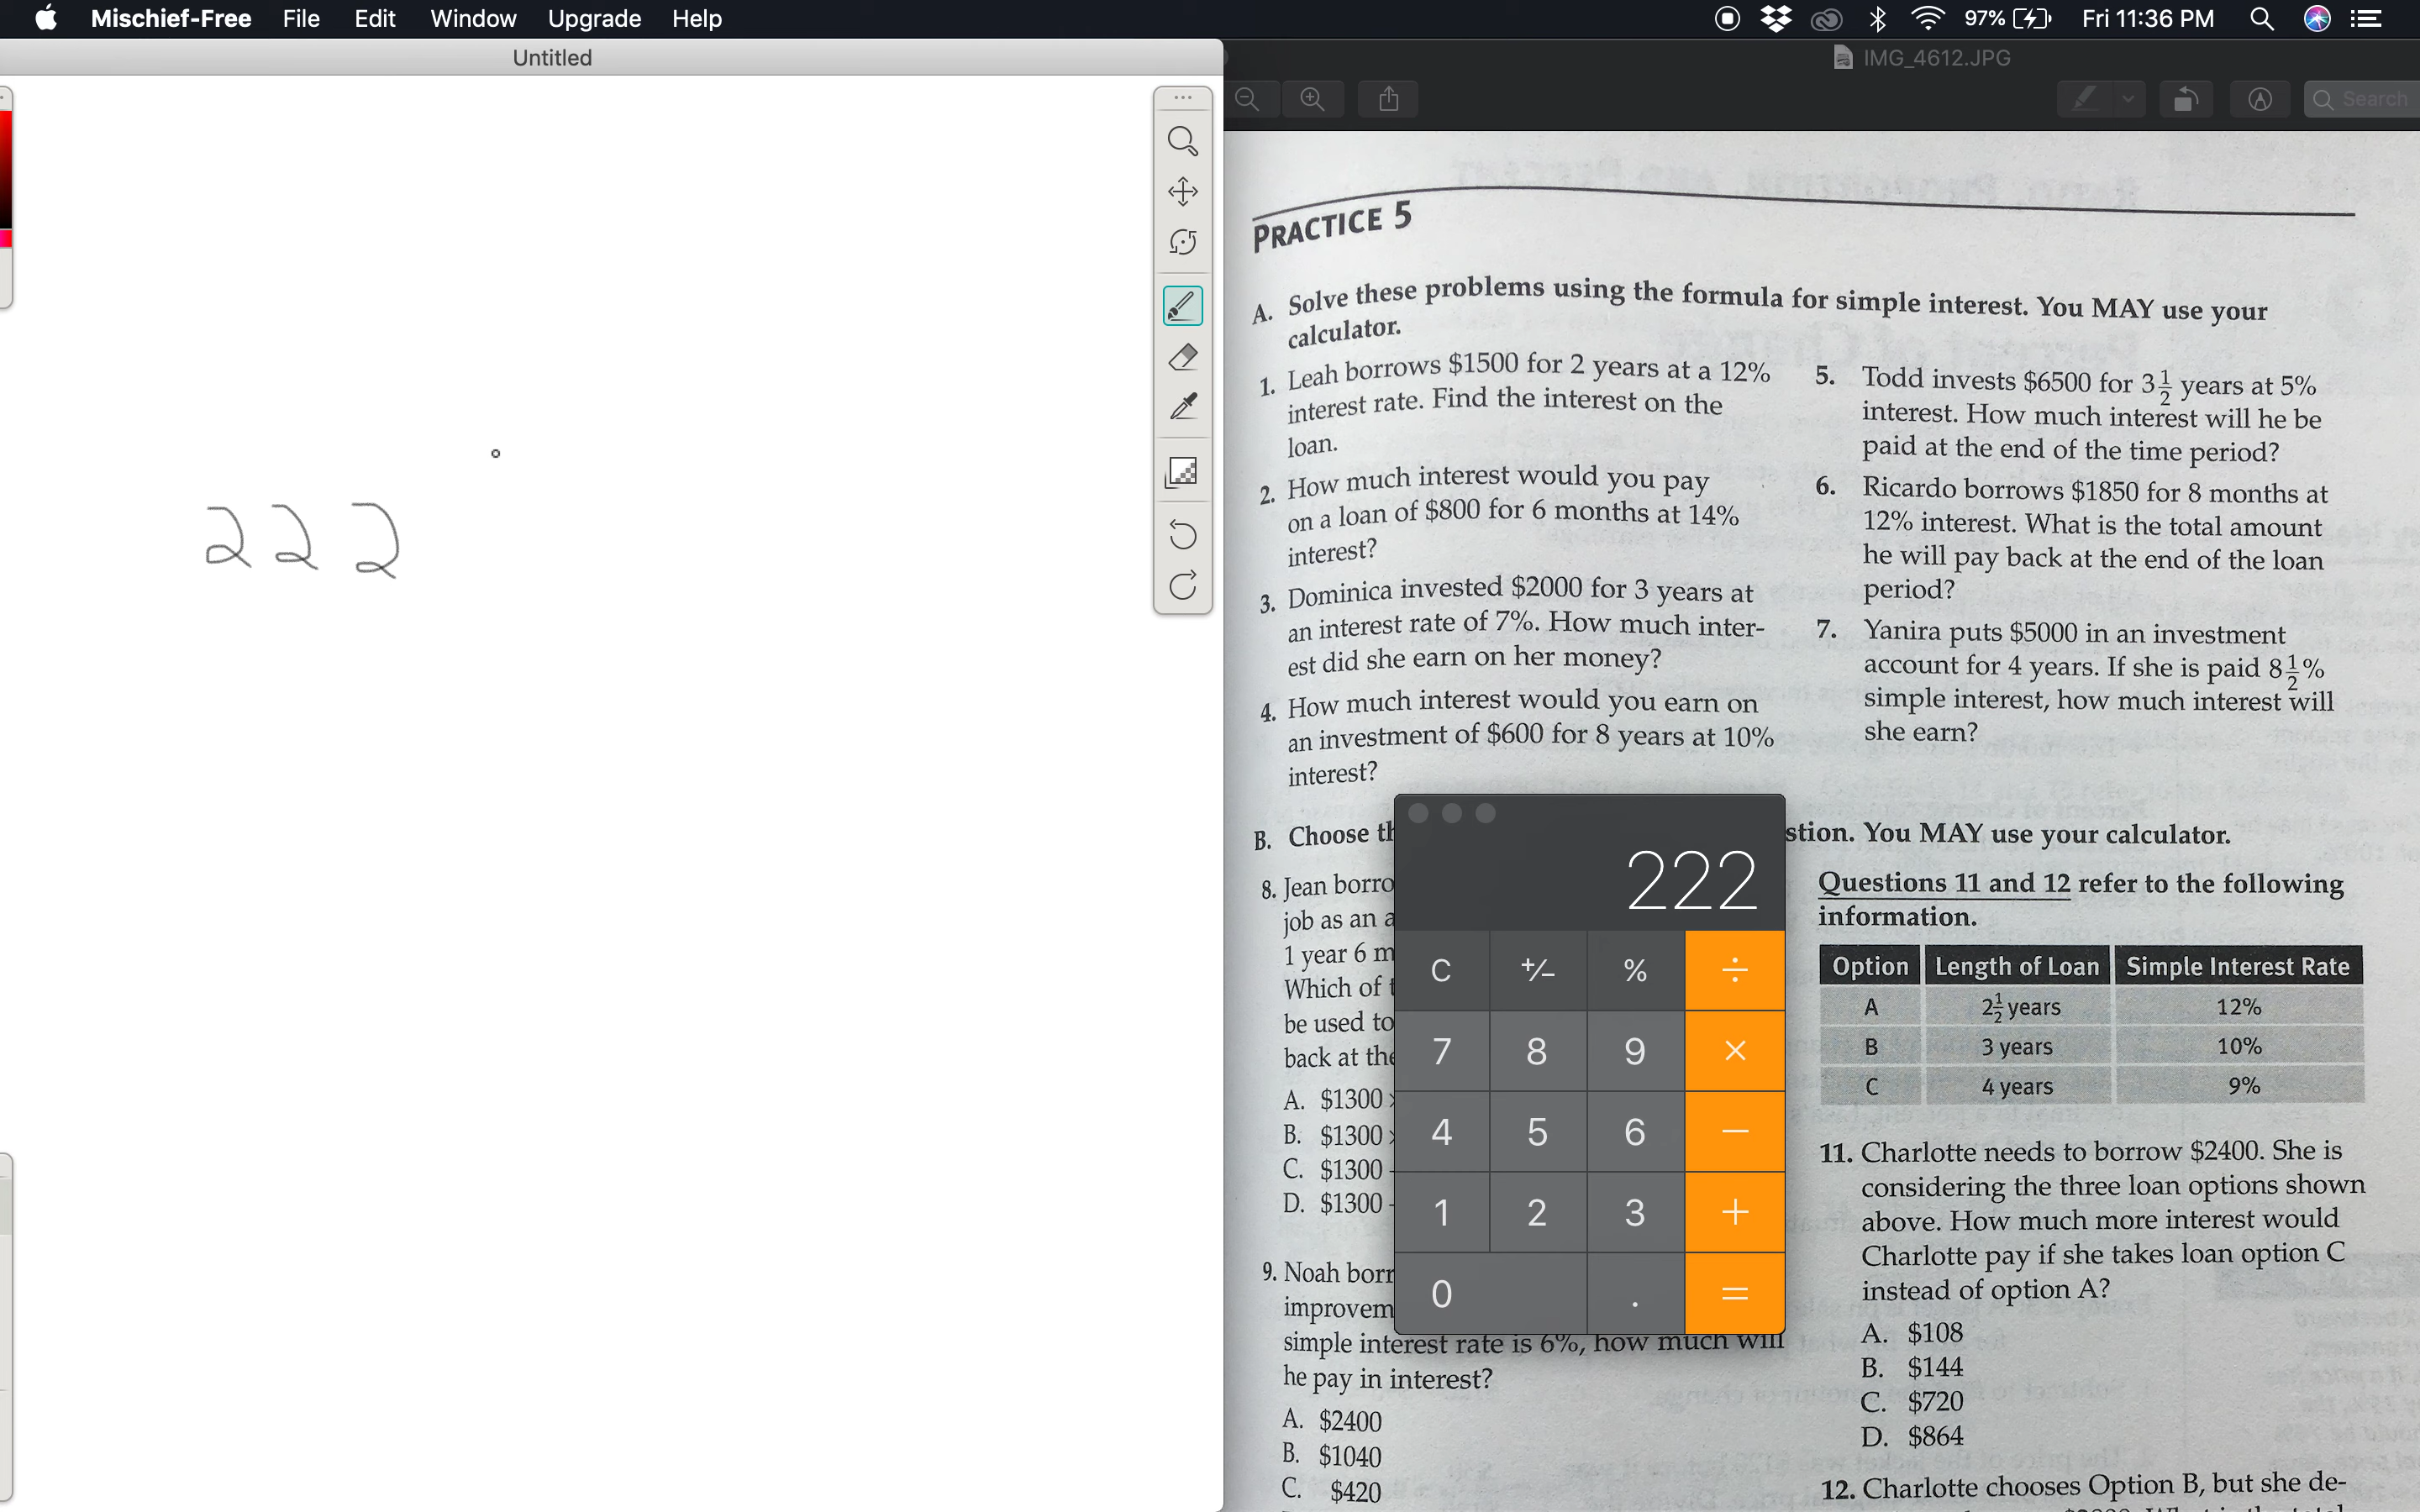 Mischief-Free File Edit Window Upgrade Help 97% Fri 11:36 PM
Untitled
IMG_4612.JPG
Search
222
PRACTICE 5
A. Solve these problems using the formula for simple interest. You MAY use your
calculator.
1. Leah borrows $1500 for 2 years at a 12%
interest rate. Find the interest on the
loan.
2. How much interest would you pay
on a loan of $800 for 6 months at 14%
interest?
3. Dominica invested $2000 for 3 years at
an interest rate of 7%. How much inter-
est did she earn on her money?
4. How much interest would you earn on
an investment of $600 for 8 years at 10%
interest?
5. Todd invests $6500 for 3 1/2 years at 5%
interest. How much interest will he be
paid at the end of the time period?
6. Ricardo borrows $1850 for 8 months at
12% interest. What is the total amount
he will pay back at the end of the loan
period?
7. Yanira puts $5000 in an investment
account for 4 years. If she is paid 8 1/2%
simple interest, how much interest will
she earn?
B. Choose th
stion. You MAY use your calculator.
8. Jean borro
job as an a
1 year 6 m
Which of t
be used to
back at the
A. $1300 ×
B. $1300 ×
C. $1300
D. $1300
9. Noah borr
improvem
simple interest rate is 6%, how much will
he pay in interest?
A. $2400
B. $1040
C. $420
222
C +/− % ÷
7 8 9 ×
4 5 6 −
1 2 3 +
0 . =
Questions 11 and 12 refer to the following
information.
Option Length of Loan Simple Interest Rate
A 2 1/2 years 12%
B 3 years 10%
C 4 years 9%
11. Charlotte needs to borrow $2400. She is
considering the three loan options shown
above. How much more interest would
Charlotte pay if she takes loan option C
instead of option A?
A. $108
B. $144
C. $720
D. $864
12. Charlotte chooses Option B, but she de-